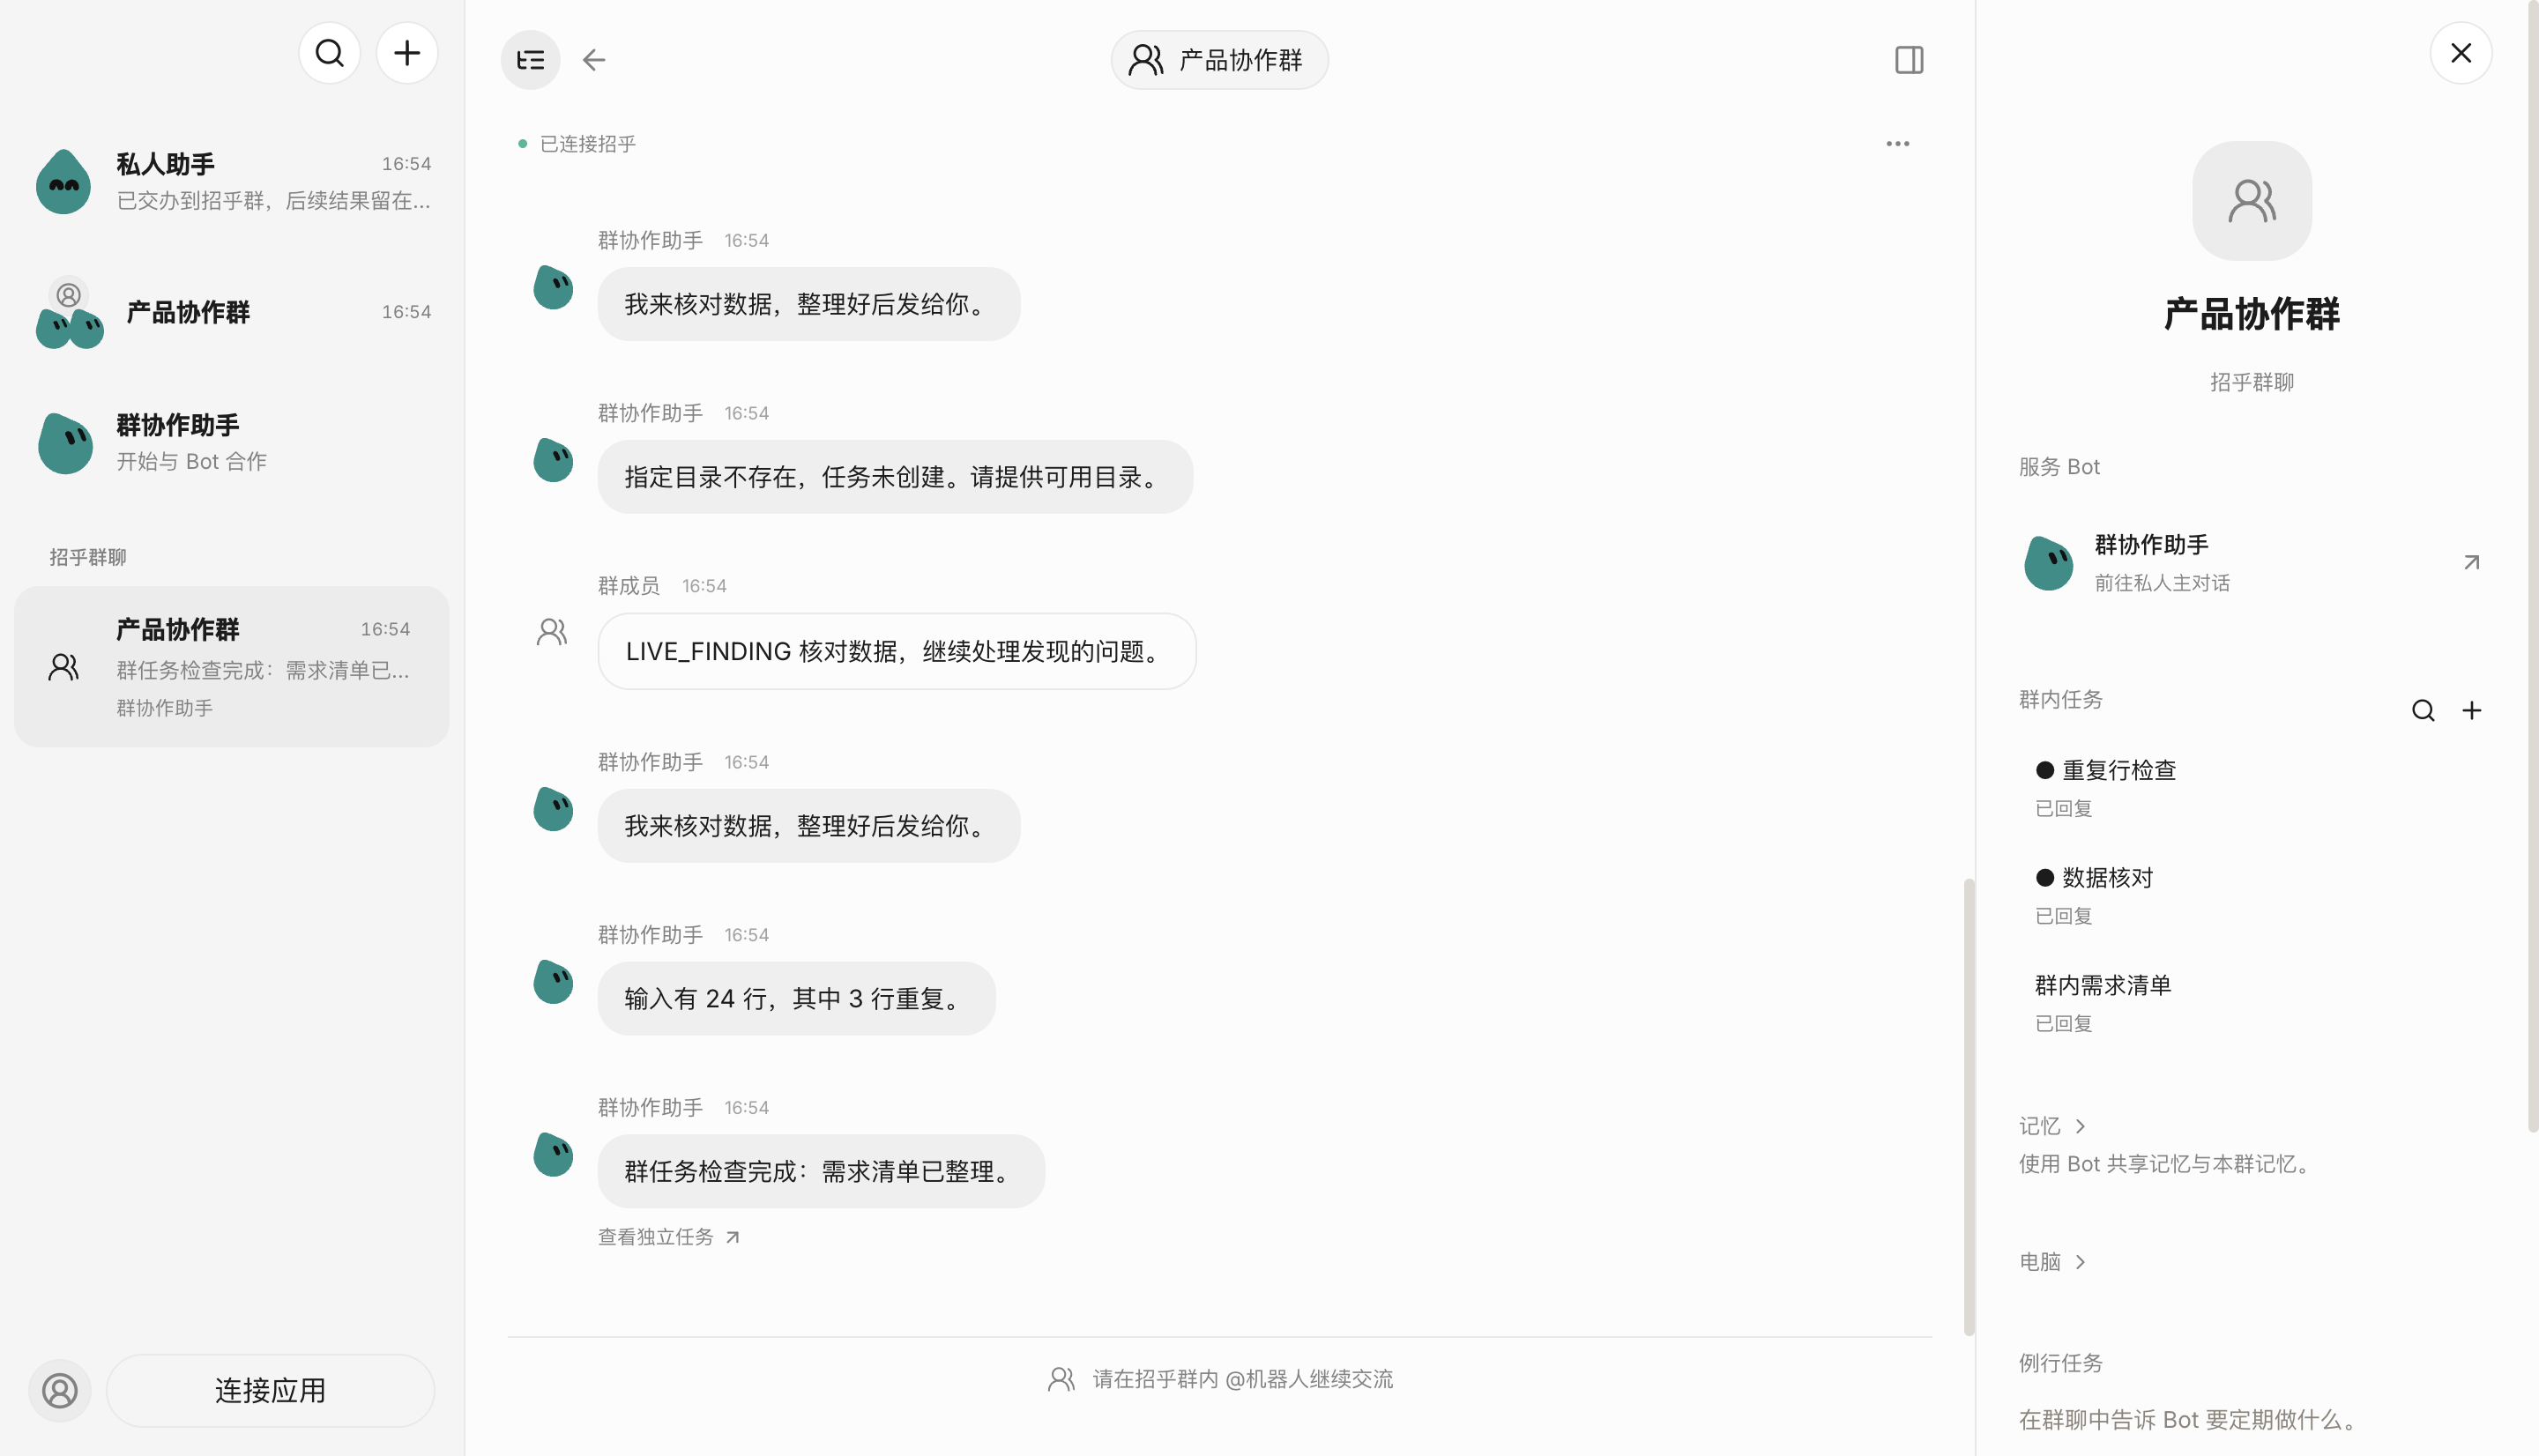 私人助手
16:54
已交办到招乎群，后续结果留在...
产品协作群
16:54
群协作助手
开始与 Bot 合作
招乎群聊
产品协作群
16:54
群任务检查完成：需求清单已...
群协作助手
连接应用
产品协作群
已连接招乎
群协作助手 16:54
我来核对数据，整理好后发给你。
群协作助手 16:54
指定目录不存在，任务未创建。请提供可用目录。
群成员 16:54
LIVE_FINDING 核对数据，继续处理发现的问题。
群协作助手 16:54
我来核对数据，整理好后发给你。
群协作助手 16:54
输入有 24 行，其中 3 行重复。
群协作助手 16:54
群任务检查完成：需求清单已整理。
查看独立任务
请在招乎群内 @机器人继续交流
产品协作群
招乎群聊
服务 Bot
群协作助手
前往私人主对话
群内任务
重复行检查
已回复
数据核对
已回复
群内需求清单
已回复
记忆
使用 Bot 共享记忆与本群记忆。
电脑
例行任务
在群聊中告诉 Bot 要定期做什么。